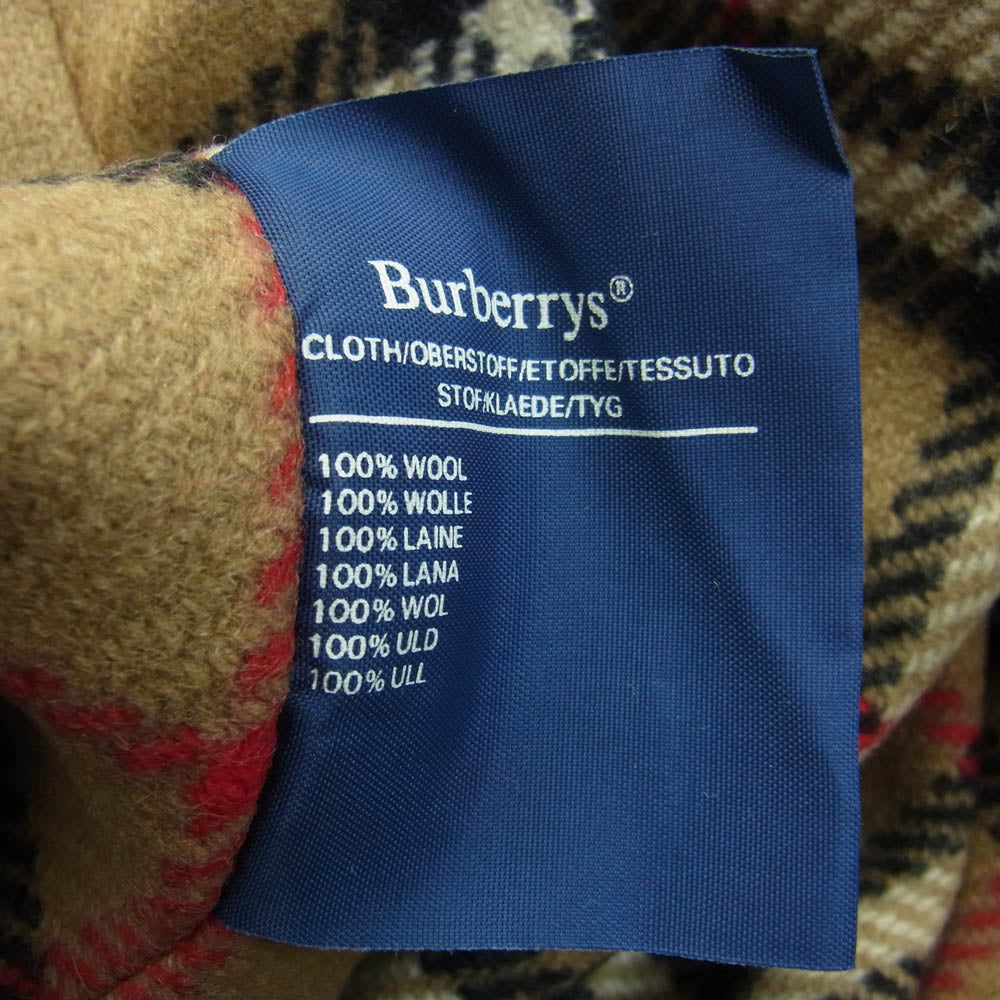 Burberrys®
CLOTH/OBERSTOFF/ETOFFE/TESSUTO
STOF/KLAEDE/TYG
100% WOOL
100% WOLLE
100% LAINE
100% LANA
100% WOL
100% ULD
100% ULL